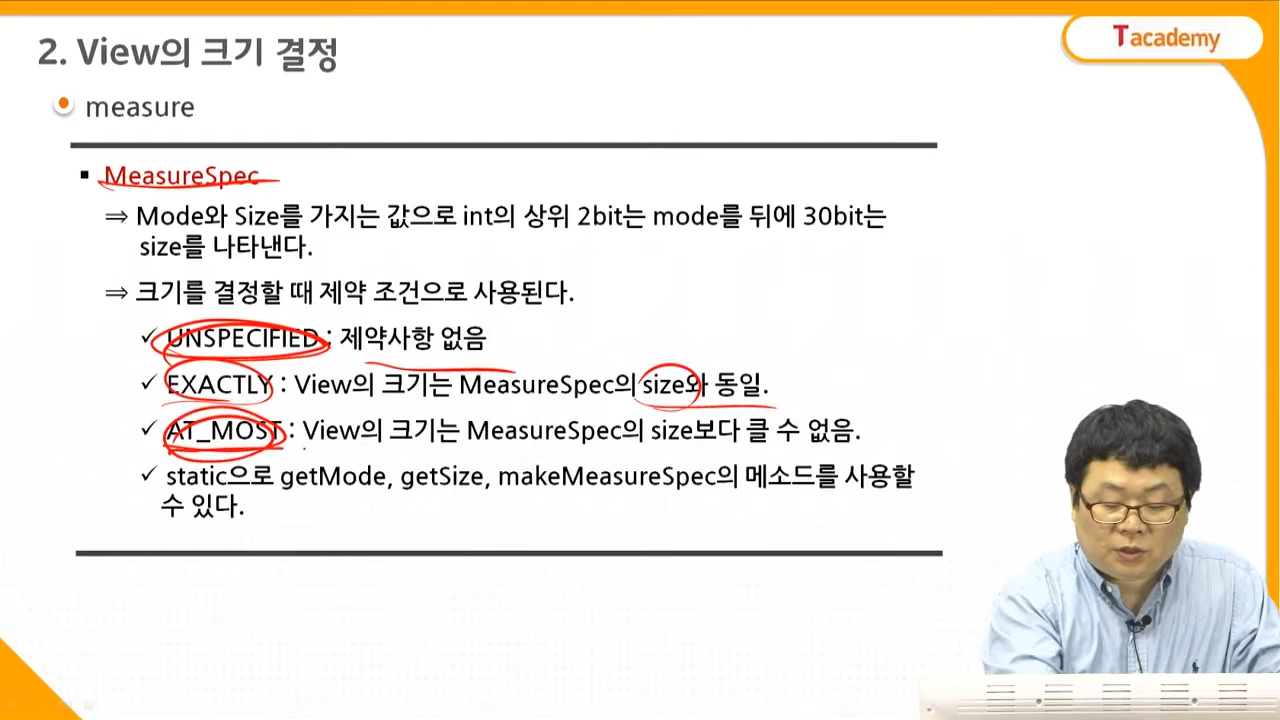 2. View의 크기 결정
Tacademy
measure
MeasureSpec
⇒ Mode와 Size를 가지는 값으로 int의 상위 2bit는 mode를 뒤에 30bit는
size를 나타낸다.
⇒ 크기를 결정할 때 제약 조건으로 사용된다.
✓ UNSPECIFIED : 제약사항 없음
✓ EXACTLY : View의 크기는 MeasureSpec의 size와 동일.
✓ AT_MOST : View의 크기는 MeasureSpec의 size보다 클 수 없음.
✓ static으로 getMode, getSize, makeMeasureSpec의 메소드를 사용할
수 있다.